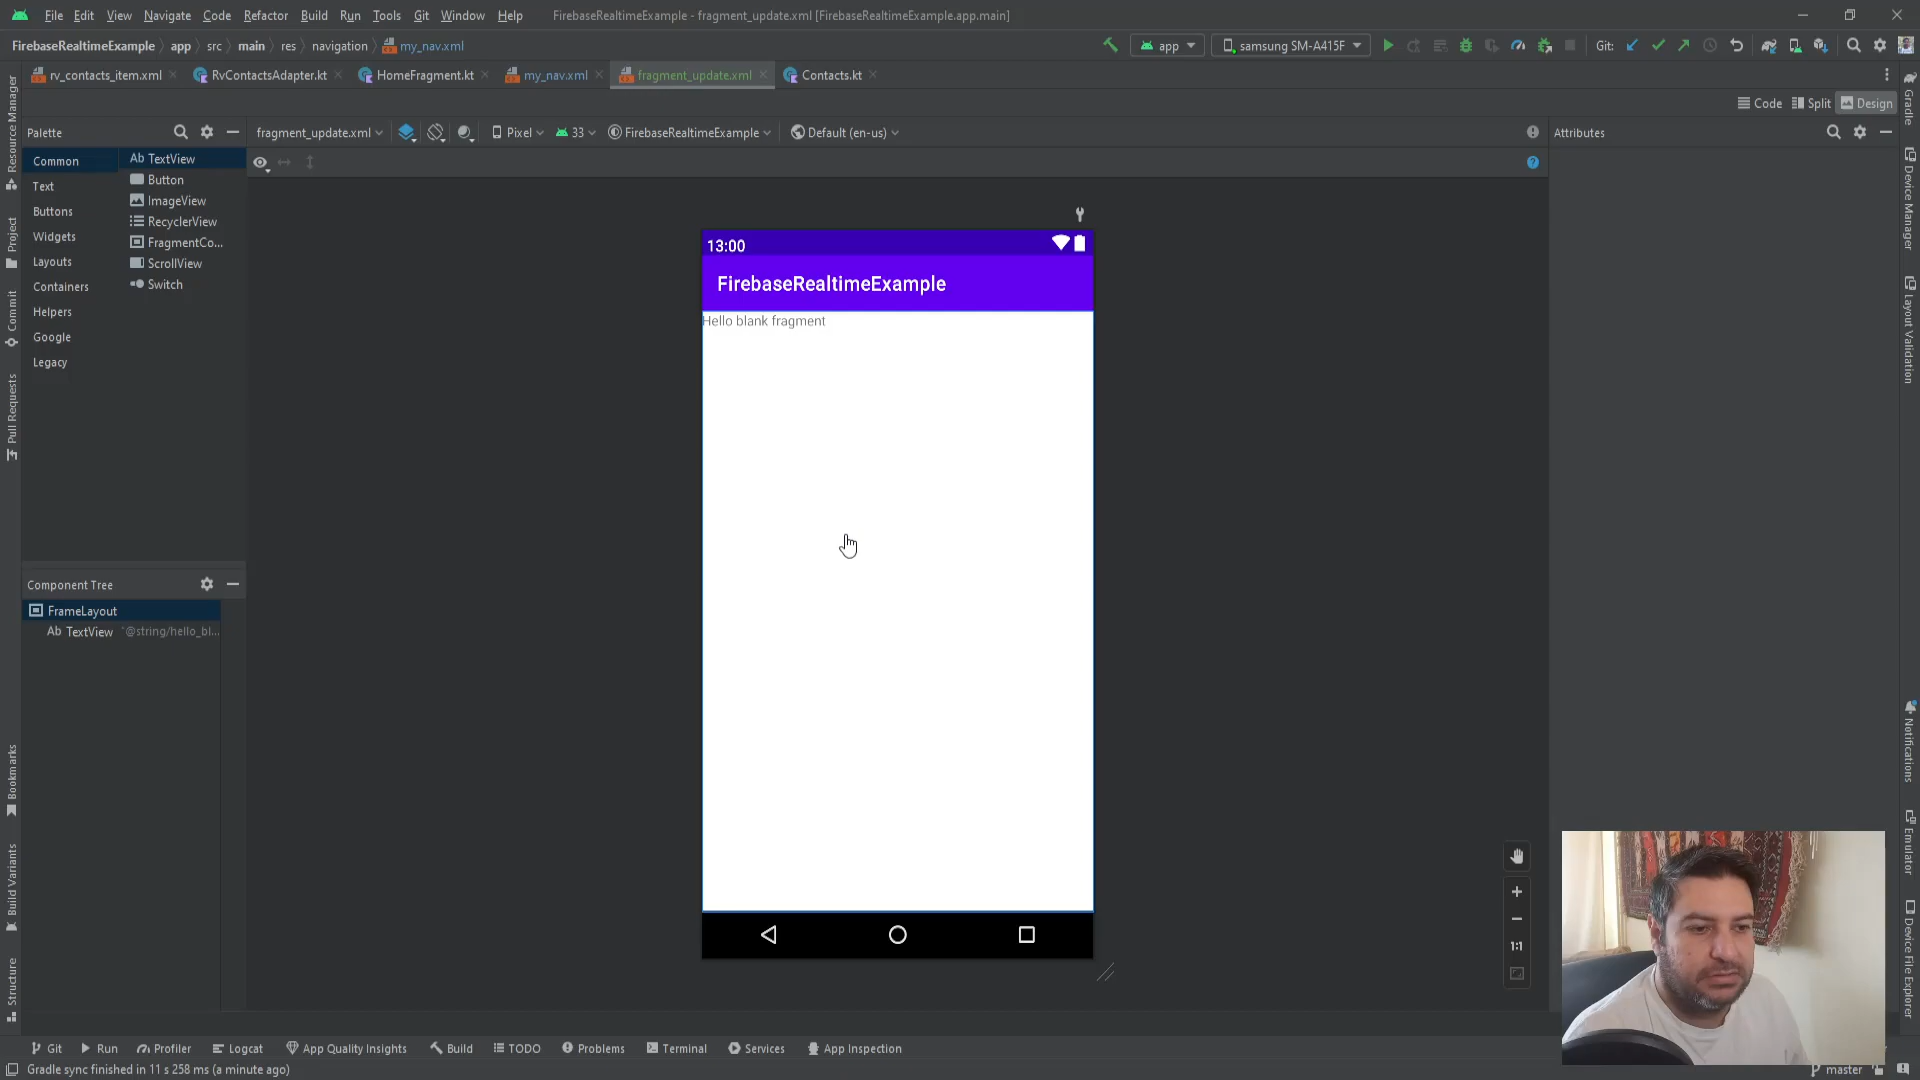 File Edit View Navigate Code Refactor Build Run Tools Git Window Help FirebaseRealtimeExample - fragment_update.xml [FirebaseRealtimeExample.app.main]
FirebaseRealtimeExample app src main res navigation my_nav.xml app samsung SM-A415F Git:
rv_contacts_item.xml RvContactsAdapter.kt HomeFragment.kt my_nav.xml fragment_update.xml Contacts.kt
Code Split Design
Palette fragment_update.xml Pixel 33 FirebaseRealtimeExample Default (en-us) Attributes
Common
Text
Buttons
Widgets
Layouts
Containers
Helpers
Google
Legacy
Ab TextView
Button
ImageView
RecyclerView
FragmentCo...
ScrollView
Switch
13:00
FirebaseRealtimeExample
Hello blank fragment
Component Tree
FrameLayout
Ab TextView "@string/hello_bl...
Resource Manager
Project
Commit
Pull Requests
Bookmarks
Build Variants
Structure
Gradle
Device Manager
Layout Validation
Notifications
Emulator
Device File Explorer
1:1
Git Run Profiler Logcat App Quality Insights Build TODO Problems Terminal Services App Inspection
Gradle sync finished in 11 s 258 ms (a minute ago) master